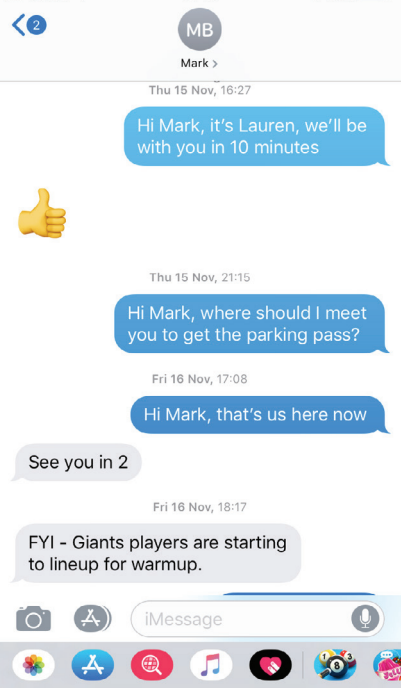 2
MB
Mark >
Thu 15 Nov, 16:27
Hi Mark, it's Lauren, we'll be
with you in 10 minutes
Thu 15 Nov, 21:15
Hi Mark, where should I meet
you to get the parking pass?
Fri 16 Nov, 17:08
Hi Mark, that's us here now
See you in 2
Fri 16 Nov, 18:17
FYI - Giants players are starting
to lineup for warmup.
iMessage
1 8 3